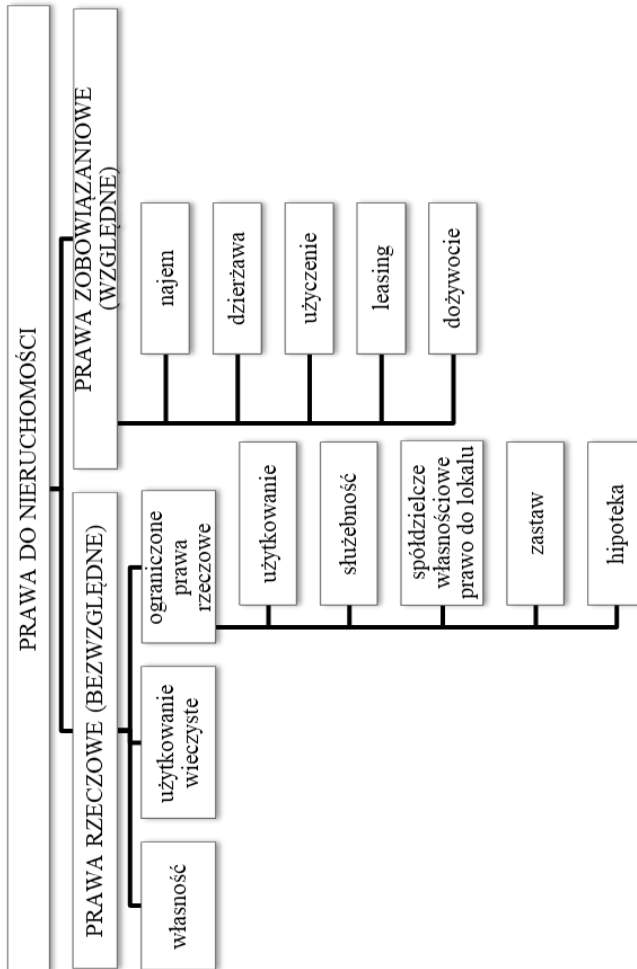 PRAWA DO NIERUCHOMOŚCI
PRAWA RZECZOWE (BEZWZGLĘDNE)
własność
użytkowanie
wieczyste
ograniczone
prawa
rzeczowe
użytkowanie
służebność
spółdzielcze
własnościowe
prawo do lokalu
zastaw
hipoteka
PRAWA ZOBOWIĄZANIOWE
(WZGLĘDNE)
najem
dzierżawa
użyczenie
leasing
dożywocie